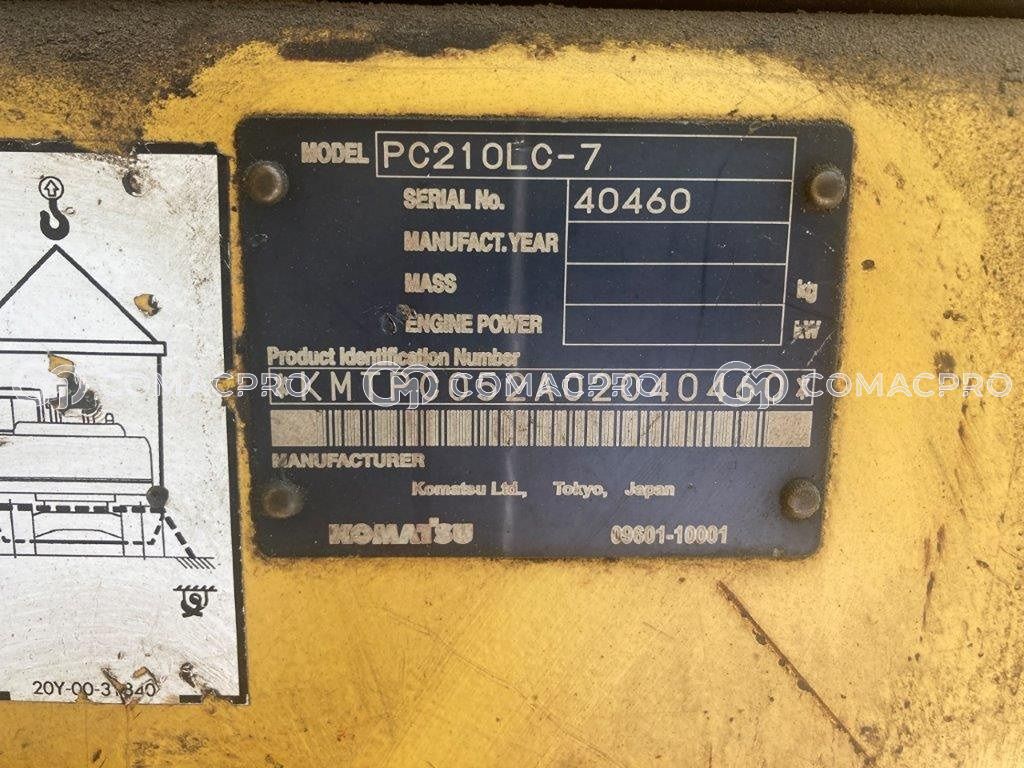 MODEL PC210LC-7
SERIAL No. 40460
MANUFACT. YEAR
MASS kg
ENGINE POWER kW
Product Identification Number
COMACPRO COMACPRO COMACPRO
MANUFACTURER
Komatsu Ltd., Tokyo, Japan
KOMATSU 09601-10001